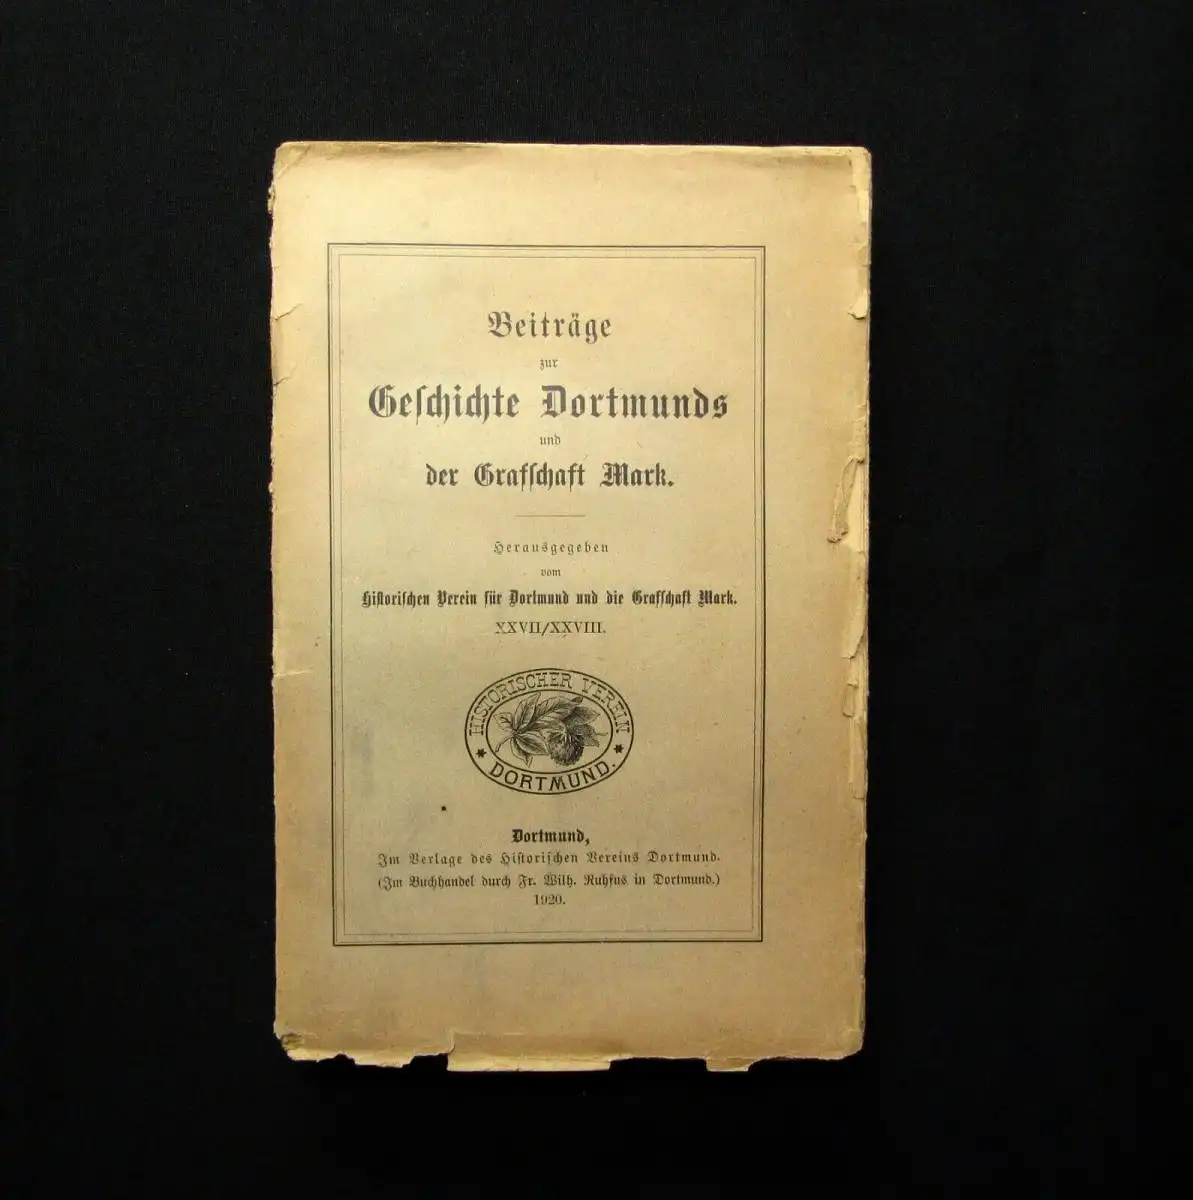 Beiträge
zur
Geſchichte Dortmunds
und
der Grafſchaft Mark.
Herausgegeben
vom
Hiſtoriſchen Verein für Dortmund und die Grafſchaft Mark.
XXVII/XXVIII.
HISTORISCHER VEREIN
* DORTMUND. *
Dortmund,
Im Verlage des Hiſtoriſchen Vereins Dortmund.
(Im Buchhandel durch Fr. Wilh. Ruhfus in Dortmund.)
1920.